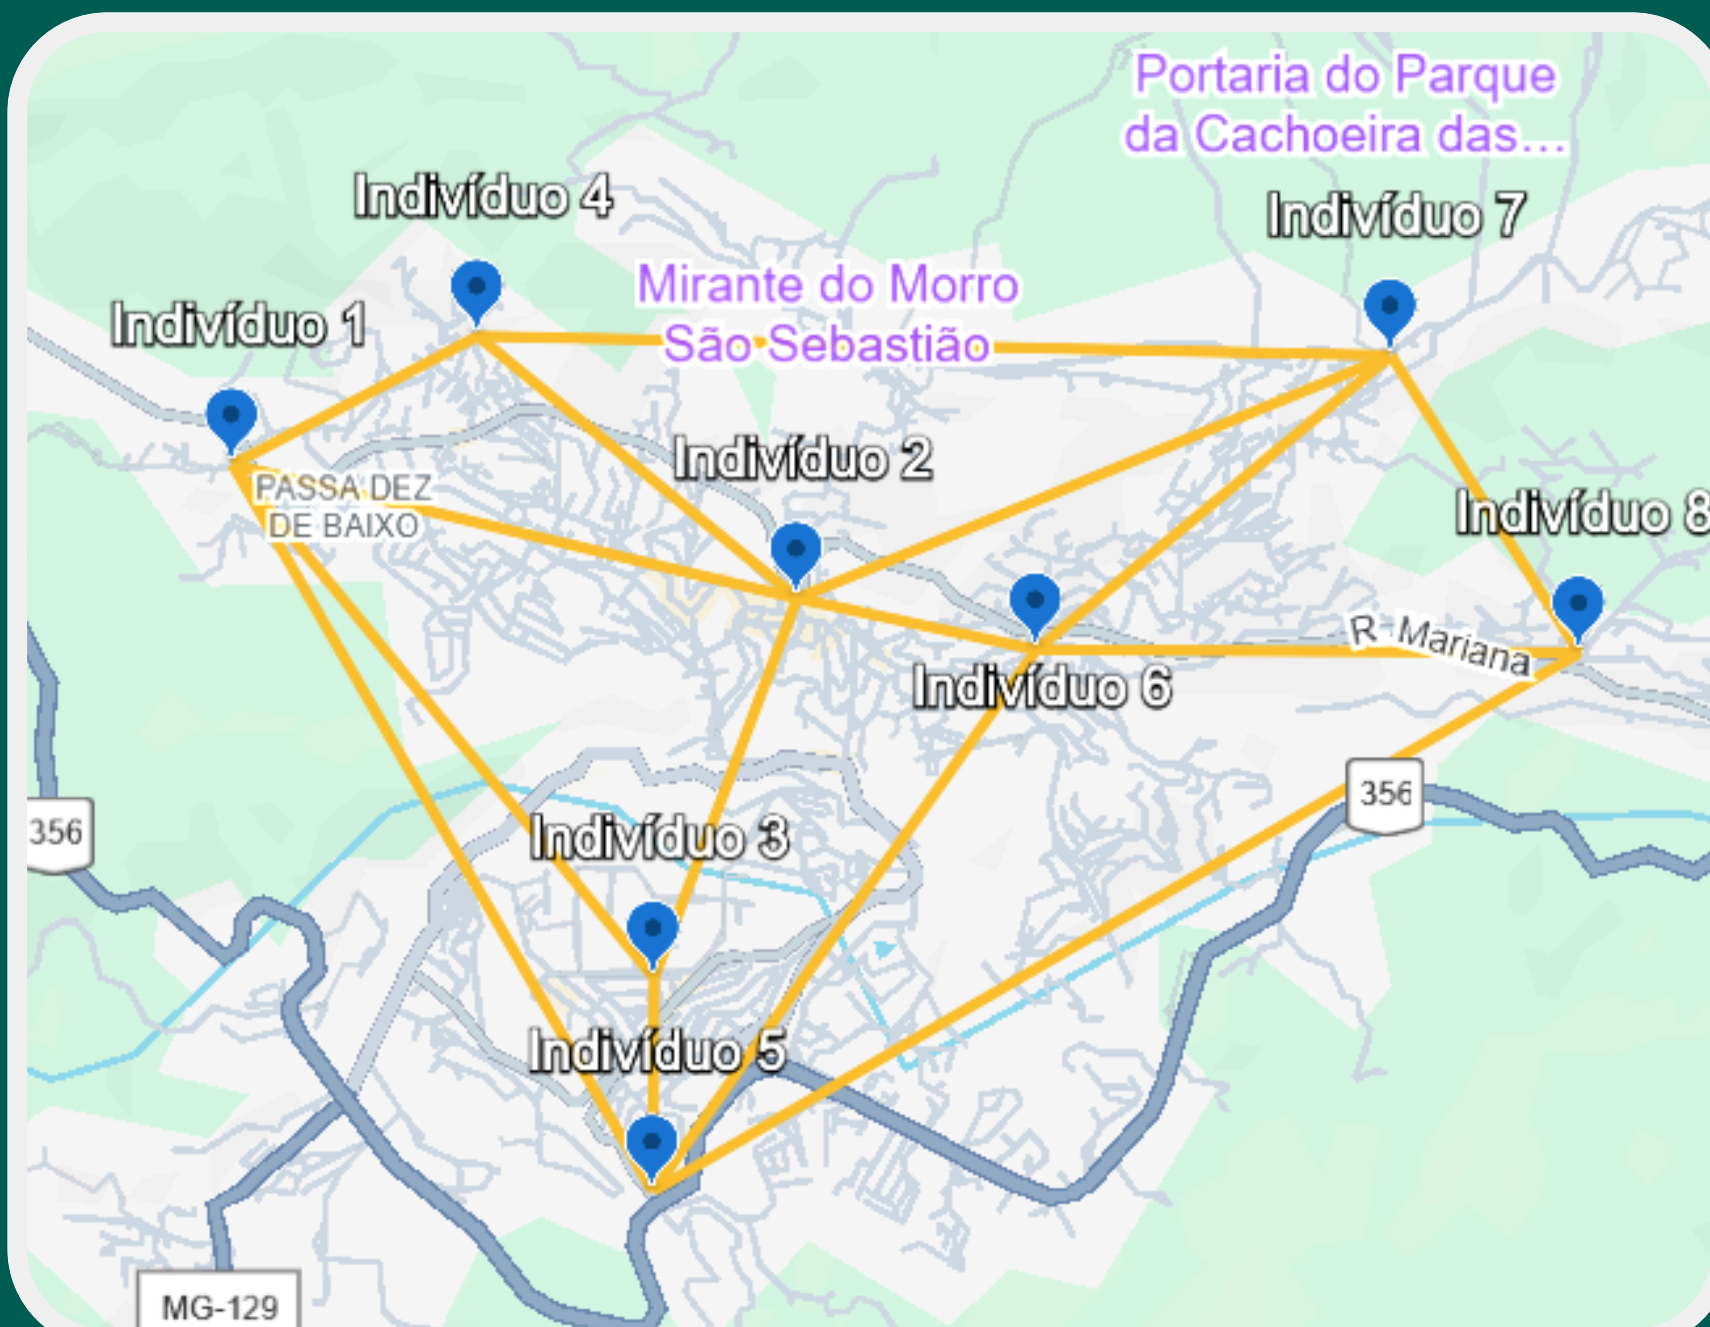 Portaria do Parque
da Cachoeira das...
Indivíduo 4
Indivíduo 7
Mirante do Morro
São Sebastião
Indivíduo 1
Indivíduo 2
PASSA DEZ
DE BAIXO
Indivíduo 8
R Mariana
Indivíduo 6
356
356
Indivíduo 3
Indivíduo 5
MG-129